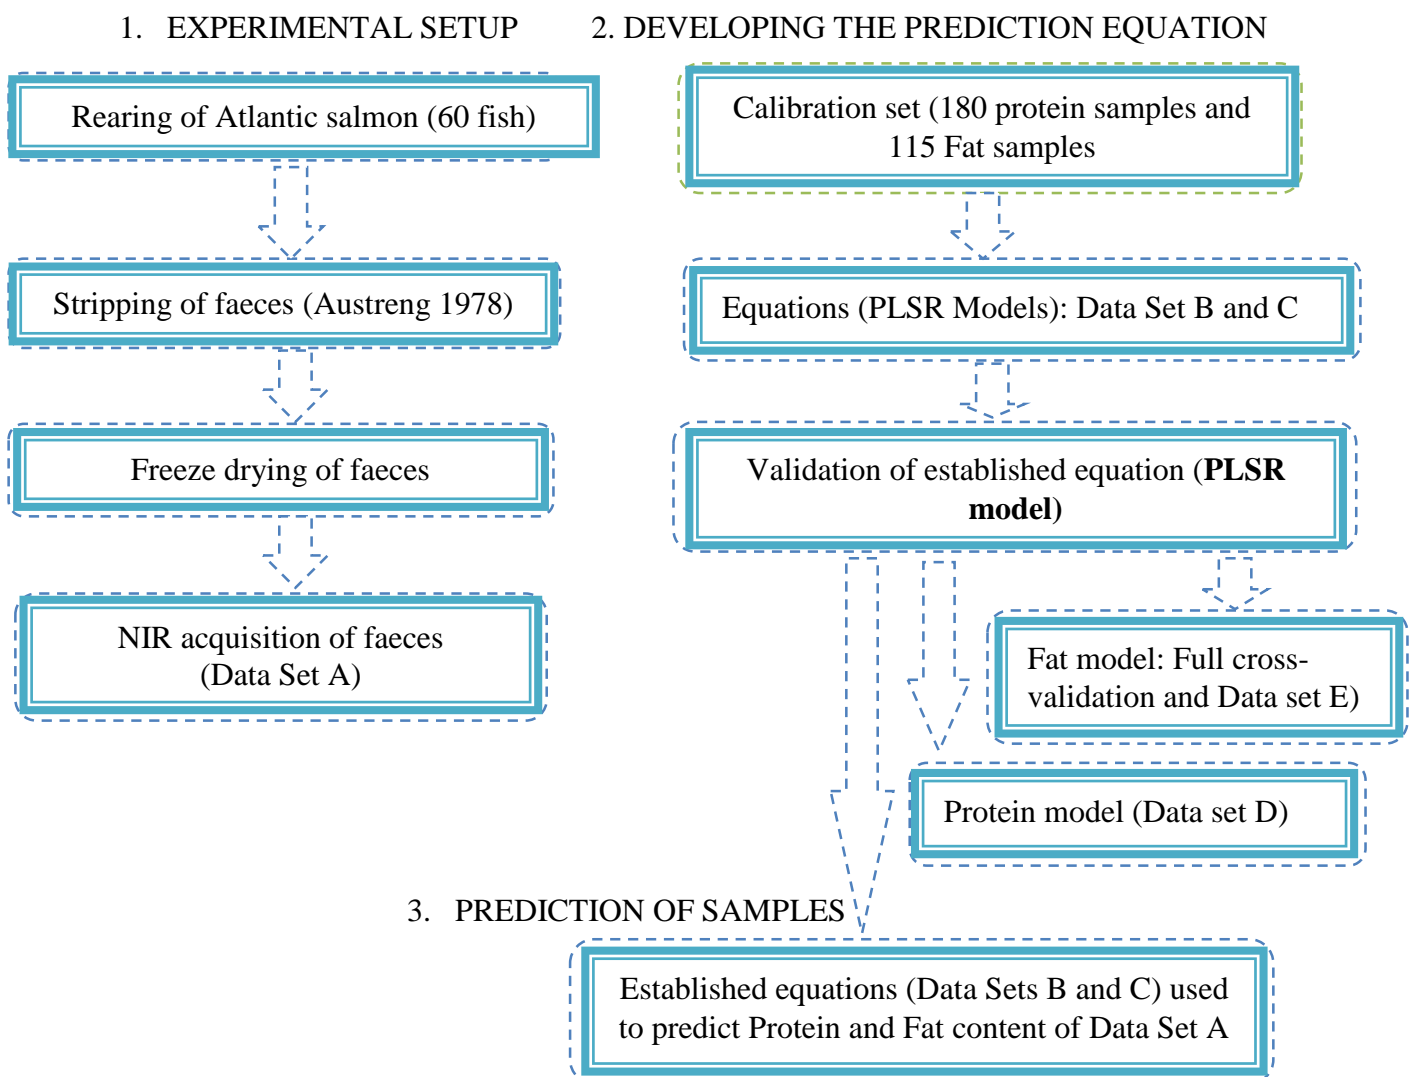 1. EXPERIMENTAL SETUP
Rearing of Atlantic salmon (60 fish)
Stripping of faeces (Austreng 1978)
Freeze drying of faeces
NIR acquisition of faeces
(Data Set A)
2. DEVELOPING THE PREDICTION EQUATION
Calibration set (180 protein samples and
115 Fat samples
Equations (PLSR Models): Data Set B and C
Validation of established equation (PLSR
model)
Fat model: Full cross-
validation and Data set E)
Protein model (Data set D)
3. PREDICTION OF SAMPLES
Established equations (Data Sets B and C) used
to predict Protein and Fat content of Data Set A